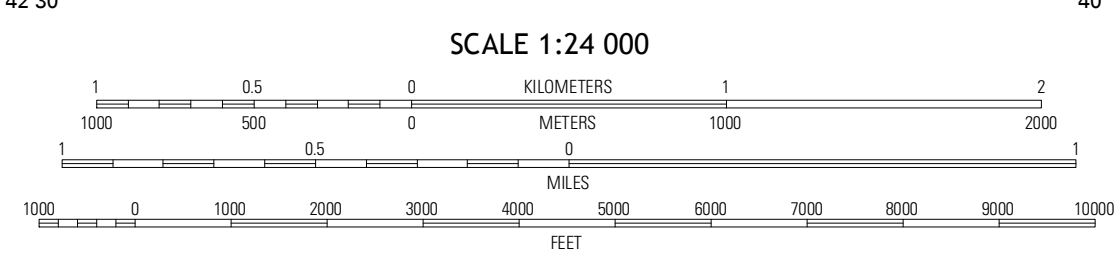 42'30" 40'
SCALE 1:24 000
1 0.5 0 KILOMETERS 1 2
1000 500 0 METERS 1000 2000
1 0.5 0 1
MILES
1000 0 1000 2000 3000 4000 5000 6000 7000 8000 9000 10000
FEET